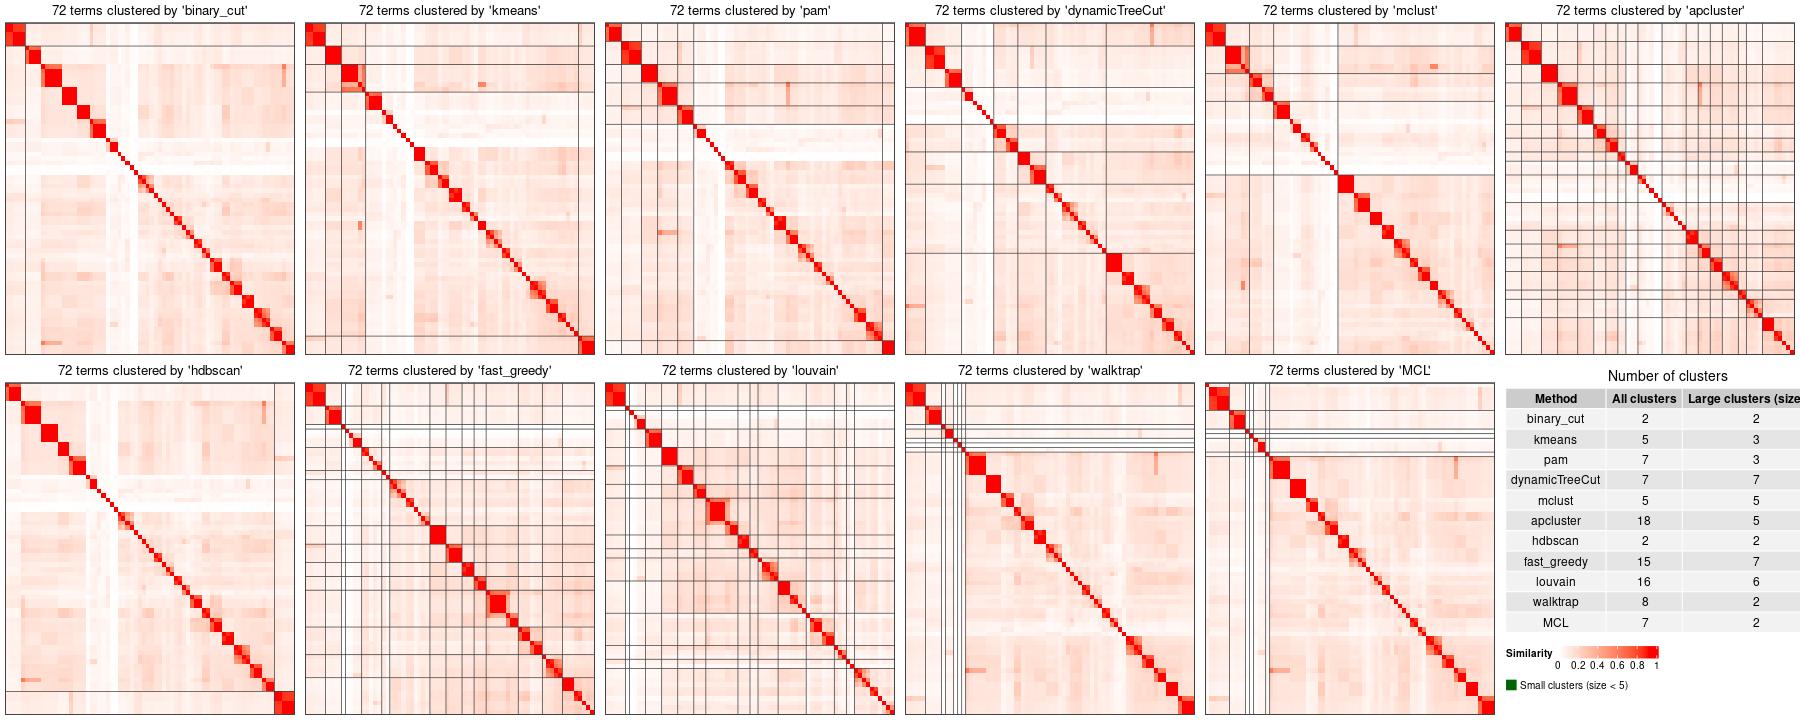 72 terms clustered by 'binary_cut'
72 terms clustered by 'kmeans'
72 terms clustered by 'pam'
72 terms clustered by 'dynamicTreeCut'
72 terms clustered by 'mclust'
72 terms clustered by 'apcluster'
72 terms clustered by 'hdbscan'
72 terms clustered by 'fast_greedy'
72 terms clustered by 'louvain'
72 terms clustered by 'walktrap'
72 terms clustered by 'MCL'
Number of clusters
Method All clusters Large clusters (size
binary_cut 2 2
kmeans 5 3
pam 7 3
dynamicTreeCut 7 7
mclust 5 5
apcluster 18 5
hdbscan 2 2
fast_greedy 15 7
louvain 16 6
walktrap 8 2
MCL 7 2
Similarity
0 0.2 0.4 0.6 0.8 1
Small clusters (size < 5)